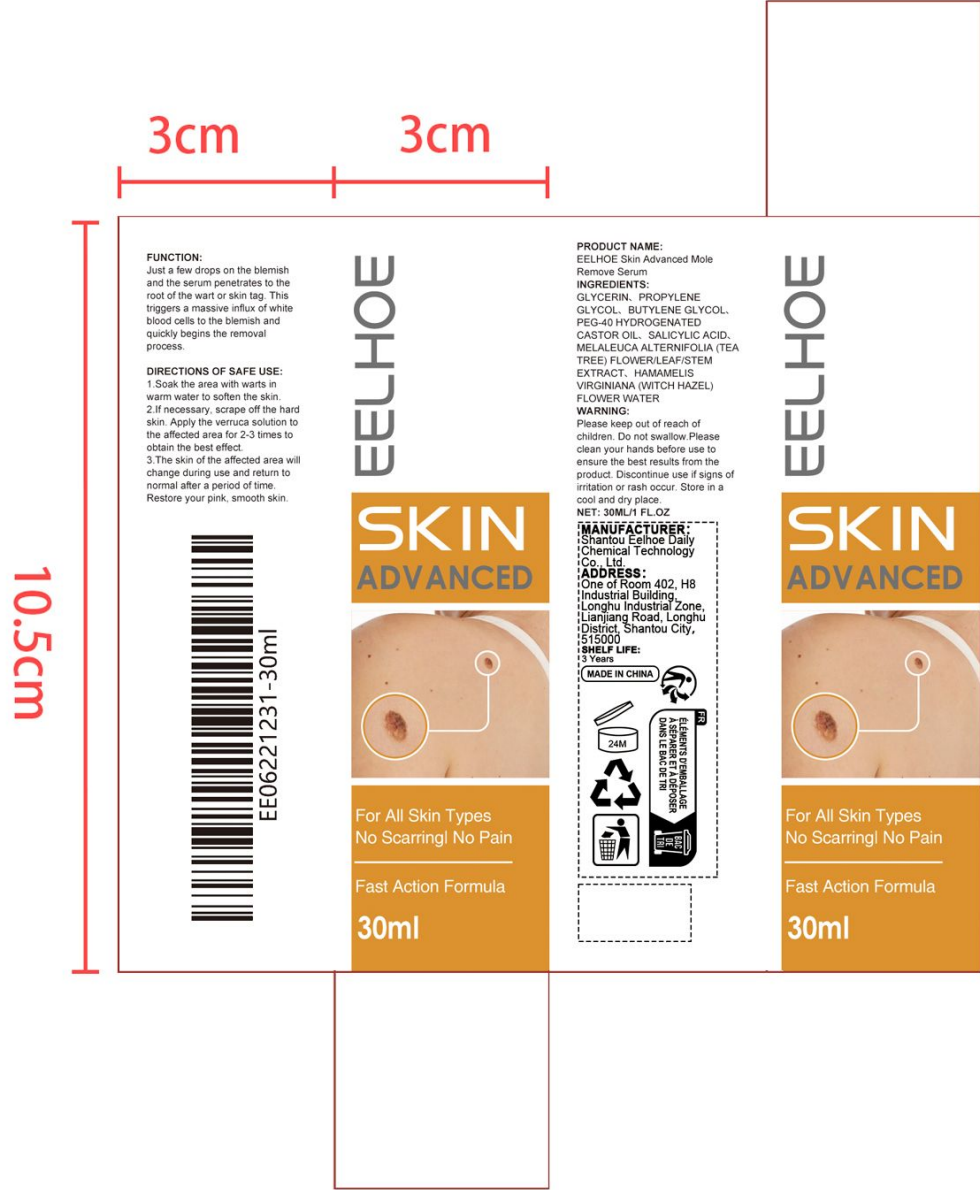 3cm
3cm
10.5cm
FUNCTION:
Just a few drops on the blemish
and the serum penetrates to the
root of the wart or skin tag. This
triggers a massive influx of white
blood cells to the blemish and
quickly begins the removal
process.
DIRECTIONS OF SAFE USE:
1.Soak the area with warts in
warm water to soften the skin.
2.If necessary, scrape off the hard
skin. Apply the verruca solution to
the affected area for 2-3 times to
obtain the best effect.
3.The skin of the affected area will
change during use and return to
normal after a period of time.
Restore your pink, smooth skin.
EE06221231-30ml
EELHOE
SKIN
ADVANCED
For All Skin Types
No Scarring| No Pain
Fast Action Formula
30ml
PRODUCT NAME:
EELHOE Skin Advanced Mole
Remove Serum
INGREDIENTS:
GLYCERIN、PROPYLENE
GLYCOL、BUTYLENE GLYCOL、
PEG-40 HYDROGENATED
CASTOR OIL、SALICYLIC ACID、
MELALEUCA ALTERNIFOLIA (TEA
TREE) FLOWER/LEAF/STEM
EXTRACT、HAMAMELIS
VIRGINIANA (WITCH HAZEL)
FLOWER WATER
WARNING:
Please keep out of reach of
children. Do not swallow.Please
clean your hands before use to
ensure the best results from the
product. Discontinue use if signs of
irritation or rash occur. Store in a
cool and dry place.
NET: 30ML/1 FL.OZ
MANUFACTURER:
Shantou Eelhoe Daily
Chemical Technology
Co., Ltd.
ADDRESS:
One of Room 402, H8
Industrial Building,
Longhu Industrial Zone,
Lianjiang Road, Longhu
District, Shantou City,
515000
SHELF LIFE:
3 Years
MADE IN CHINA
24M
FR
ÉLÉMENTS D'EMBALLAGE
À SÉPARER ET À DÉPOSER
DANS LE BAC DE TRI
BAC
DE
TRI
EELHOE
SKIN
ADVANCED
For All Skin Types
No Scarring| No Pain
Fast Action Formula
30ml